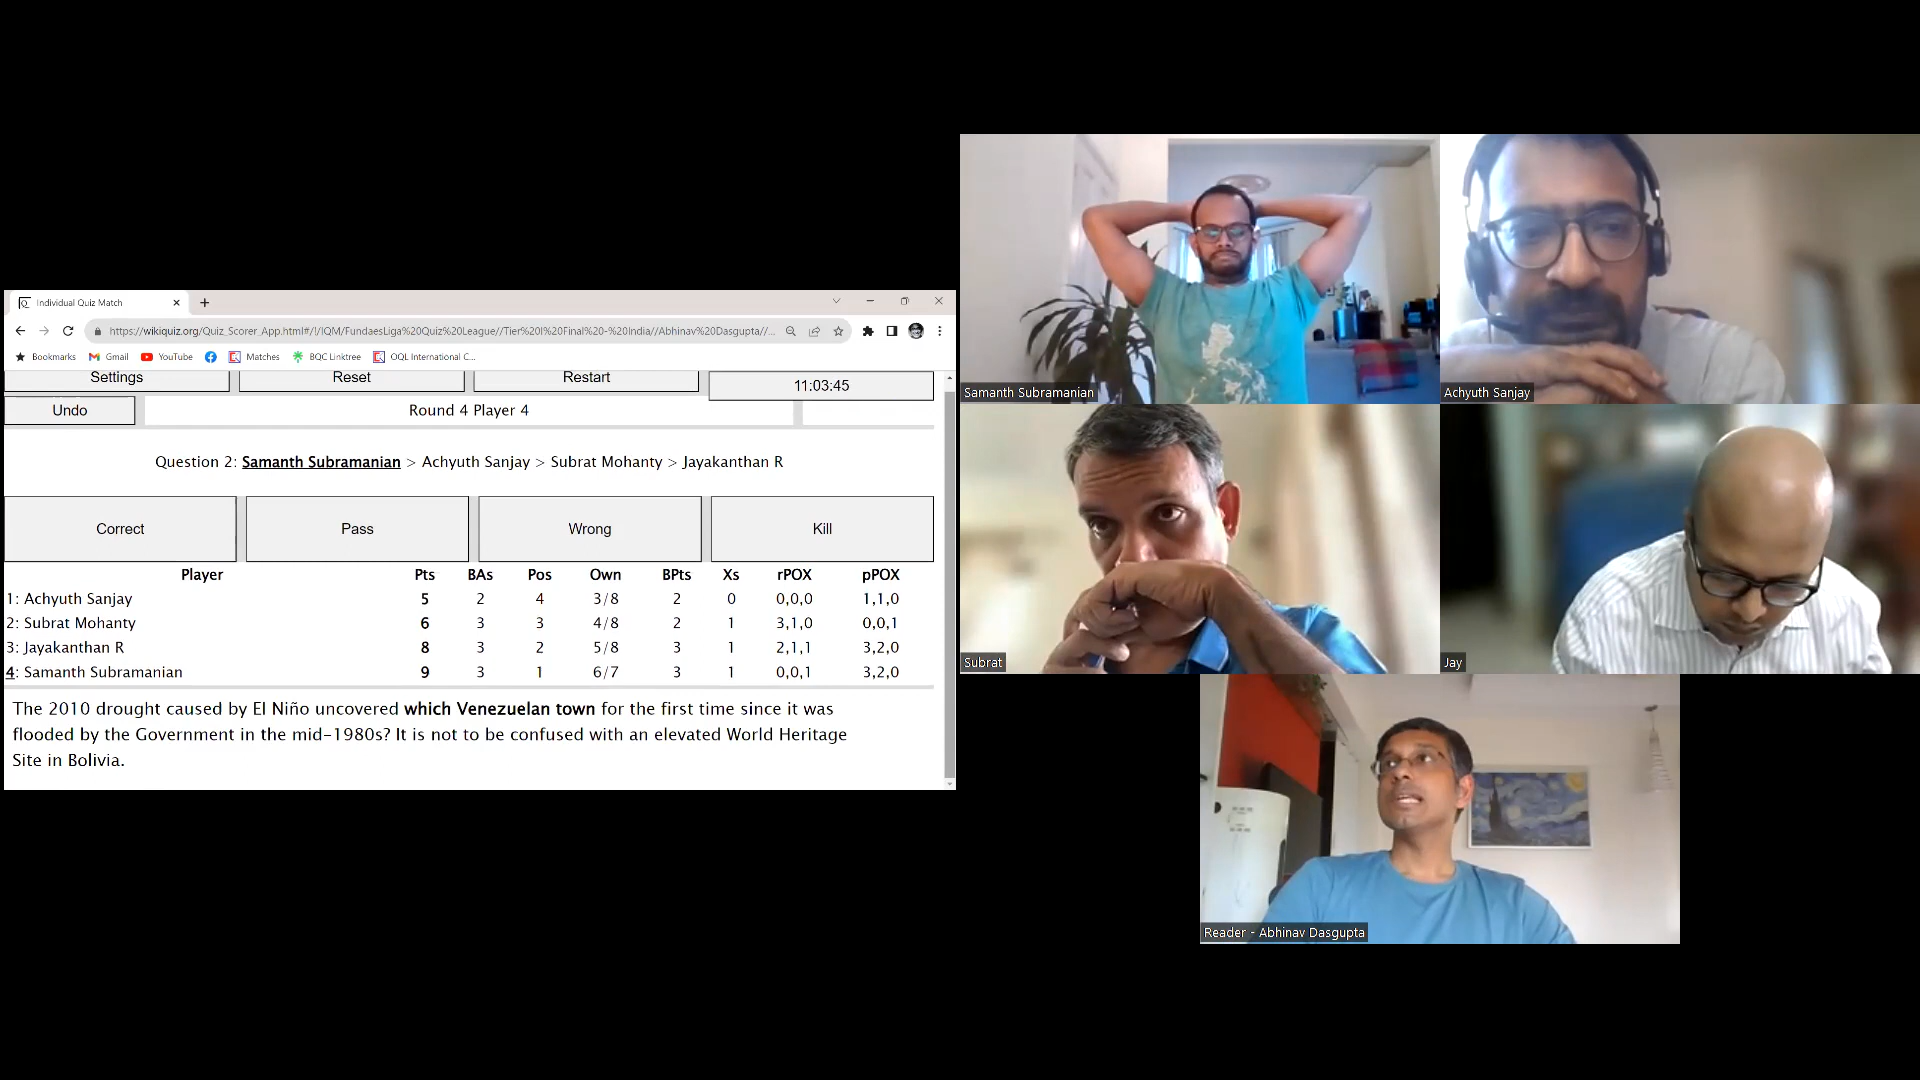 Individual Quiz Match
https://wikiquiz.org/Quiz_Scorer_App.html#/I/IQM/FundaesLiga%20Quiz%20League//Tier%20I%20Final%20-%20India//Abhinav%20Dasgupta//...
Bookmarks Gmail YouTube Matches BQC Linktree OQL International C...
Settings Reset Restart 11:03:45
Undo Round 4 Player 4
Question 2: Samanth Subramanian > Achyuth Sanjay > Subrat Mohanty > Jayakanthan R
Correct Pass Wrong Kill
Player Pts BAs Pos Own BPts Xs rPOX pPOX
1: Achyuth Sanjay 5 2 4 3/8 2 0 0,0,0 1,1,0
2: Subrat Mohanty 6 3 3 4/8 2 1 3,1,0 0,0,1
3: Jayakanthan R 8 3 2 5/8 3 1 2,1,1 3,2,0
4: Samanth Subramanian 9 3 1 6/7 3 1 0,0,1 3,2,0
The 2010 drought caused by El Niño uncovered which Venezuelan town for the first time since it was
flooded by the Government in the mid-1980s? It is not to be confused with an elevated World Heritage
Site in Bolivia.
Samanth Subramanian
Achyuth Sanjay
Subrat
Jay
Reader - Abhinav Dasgupta